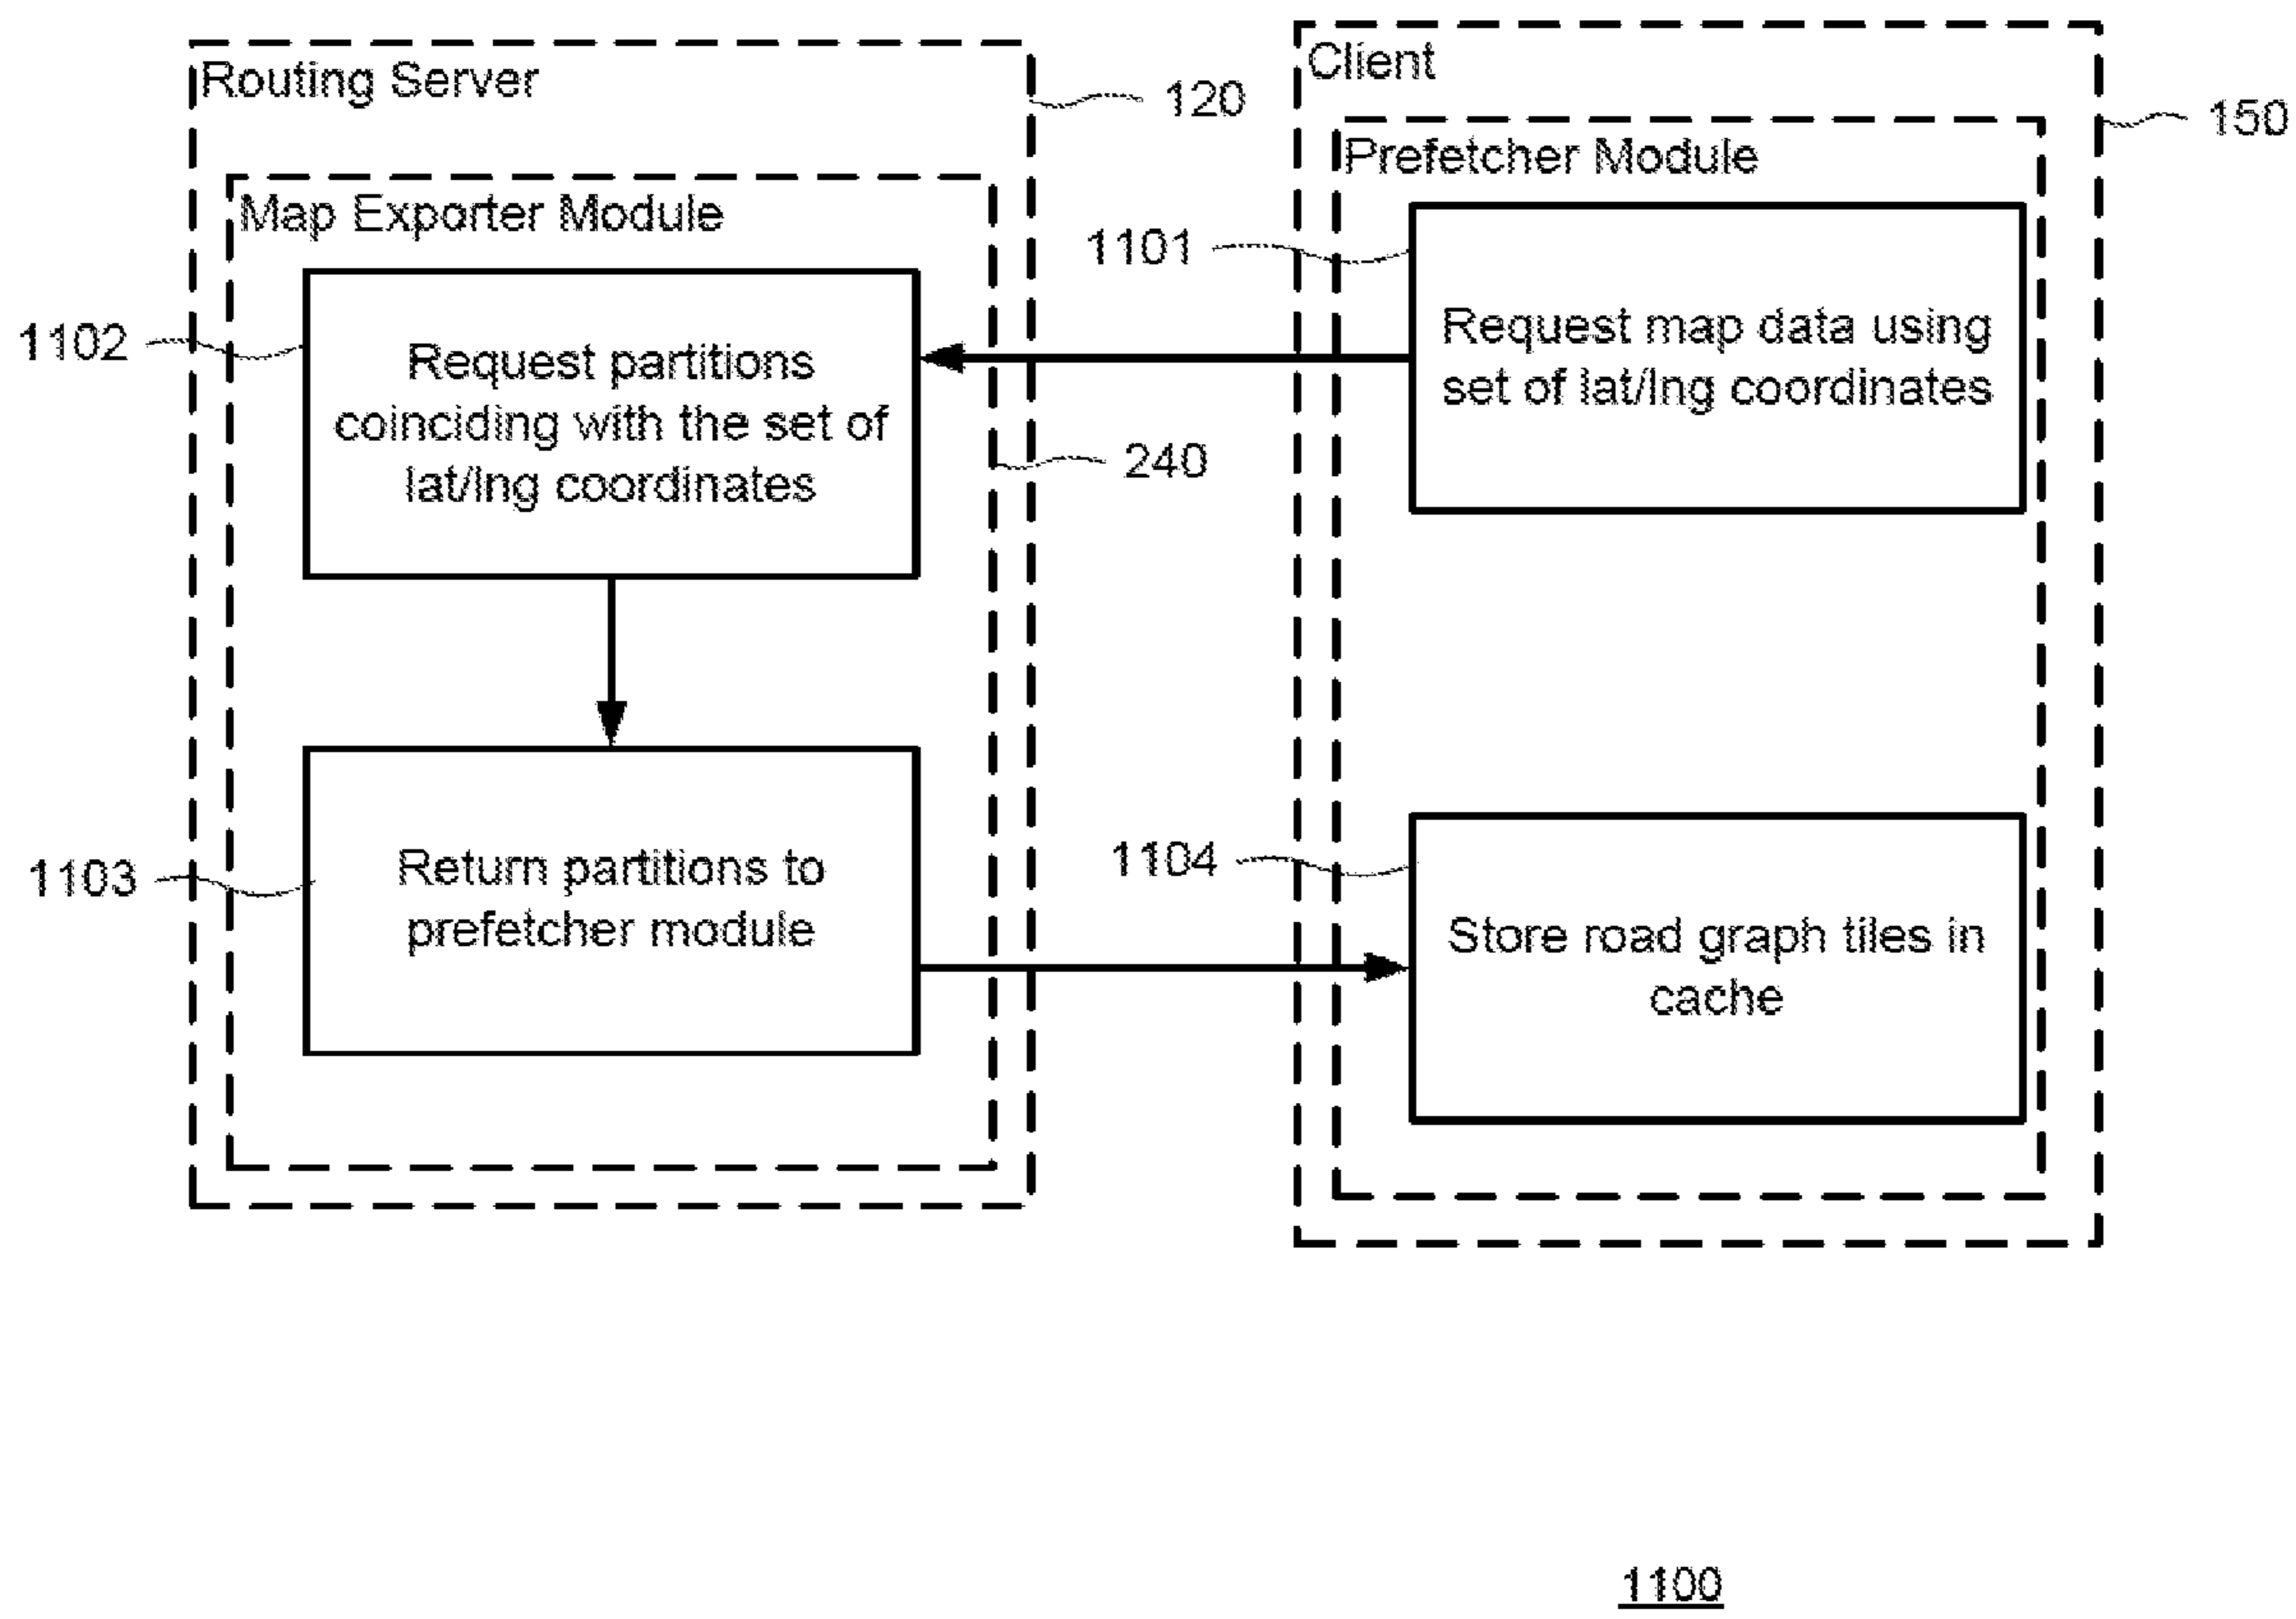 Routing Server
120
Map Exporter Module
1102
Request partitions
coinciding with the set of
lat/lng coordinates
240
1103
Return partitions to
prefetcher module
Client
150
Prefetcher Module
1101
Request map data using
set of lat/lng coordinates
1104
Store road graph tiles in
cache
1100